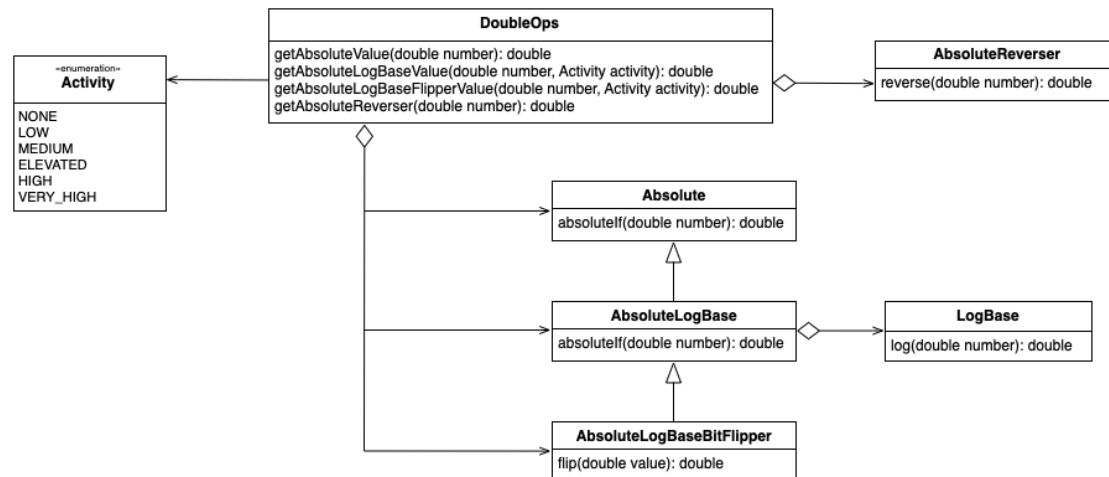 DoubleOps
getAbsoluteValue(double number): double
getAbsoluteLogBaseValue(double number, Activity activity): double
getAbsoluteLogBaseFlipperValue(double number, Activity activity): double
getAbsoluteReverser(double number): double
«enumeration»
Activity
NONE
LOW
MEDIUM
ELEVATED
HIGH
VERY_HIGH
AbsoluteReverser
reverse(double number): double
Absolute
absoluteIf(double number): double
AbsoluteLogBase
absoluteIf(double number): double
LogBase
log(double number): double
AbsoluteLogBaseBitFlipper
flip(double value): double